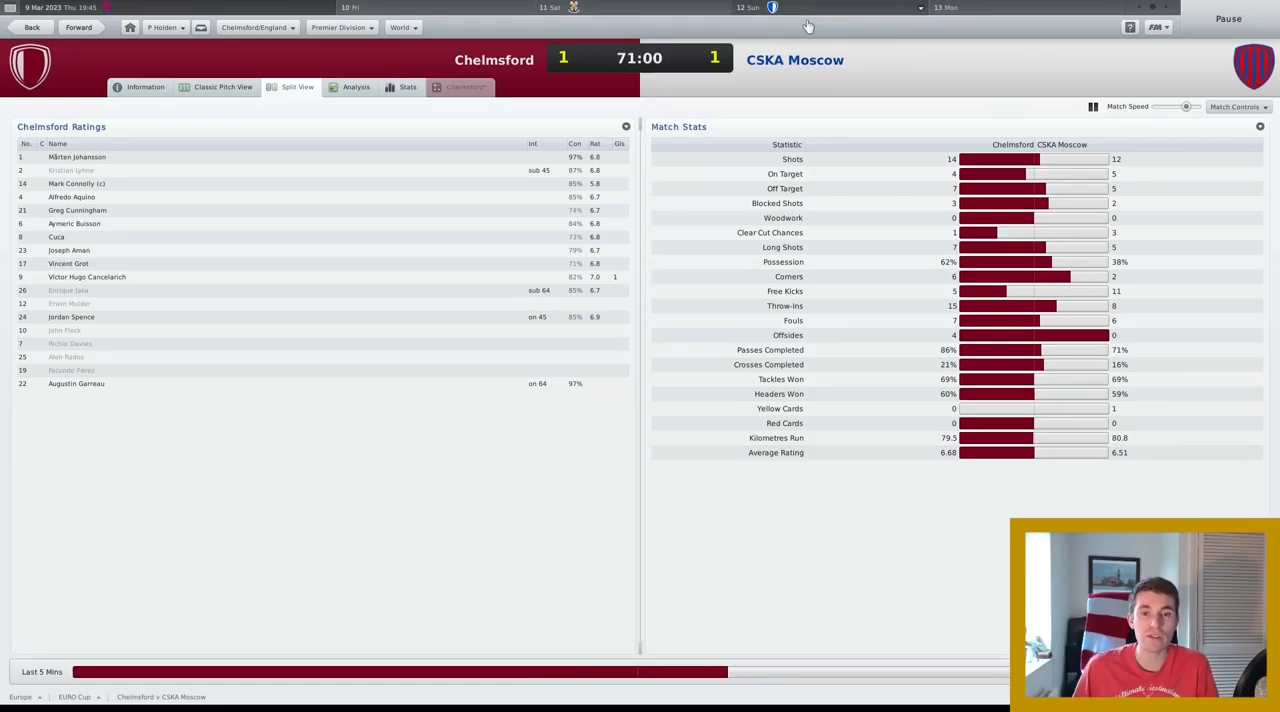 9 Mar 2023 Thu 19:45
10 Fri
11 Sat
12 Sun
13 Mon
Pause
Back
Forward
P Holden
Chelmsford/England
Premier Division
World
? FM
Chelmsford 1 71:00 1 CSKA Moscow
Information
Classic Pitch View
Split View
Analysis
Stats
Chelmsford*
Match Speed
Match Controls
Chelmsford Ratings
No. C Name Inf. Con Rat Gls
1 Mårten Johansson 97% 6.8
2 Kristian Lyhne sub 45 87% 6.8
14 Mark Connolly (c) 85% 5.8
4 Alfredo Aquino 85% 6.7
21 Greg Cunningham 74% 6.7
6 Aymeric Buisson 84% 6.8
8 Cuca 73% 6.8
23 Joseph Aman 79% 6.7
17 Vincent Grot 71% 6.8
9 Víctor Hugo Cancelarich 82% 7.0 1
26 Enrique Jaka sub 64 85% 6.7
12 Erwin Mulder
24 Jordan Spence on 45 85% 6.9
10 John Fleck
7 Richie Davies
25 Alen Rados
19 Facundo Pérez
22 Augustin Garreau on 64 97%
Match Stats
Statistic Chelmsford CSKA Moscow
Shots 14 12
On Target 4 5
Off Target 7 5
Blocked Shots 3 2
Woodwork 0 0
Clear Cut Chances 1 3
Long Shots 7 5
Possession 62% 38%
Corners 6 2
Free Kicks 5 11
Throw-Ins 15 8
Fouls 7 6
Offsides 4 0
Passes Completed 86% 71%
Crosses Completed 21% 16%
Tackles Won 69% 69%
Headers Won 60% 59%
Yellow Cards 0 1
Red Cards 0 0
Kilometres Run 79.5 80.8
Average Rating 6.68 6.51
Last 5 Mins
Europe
EURO Cup
Chelmsford v CSKA Moscow